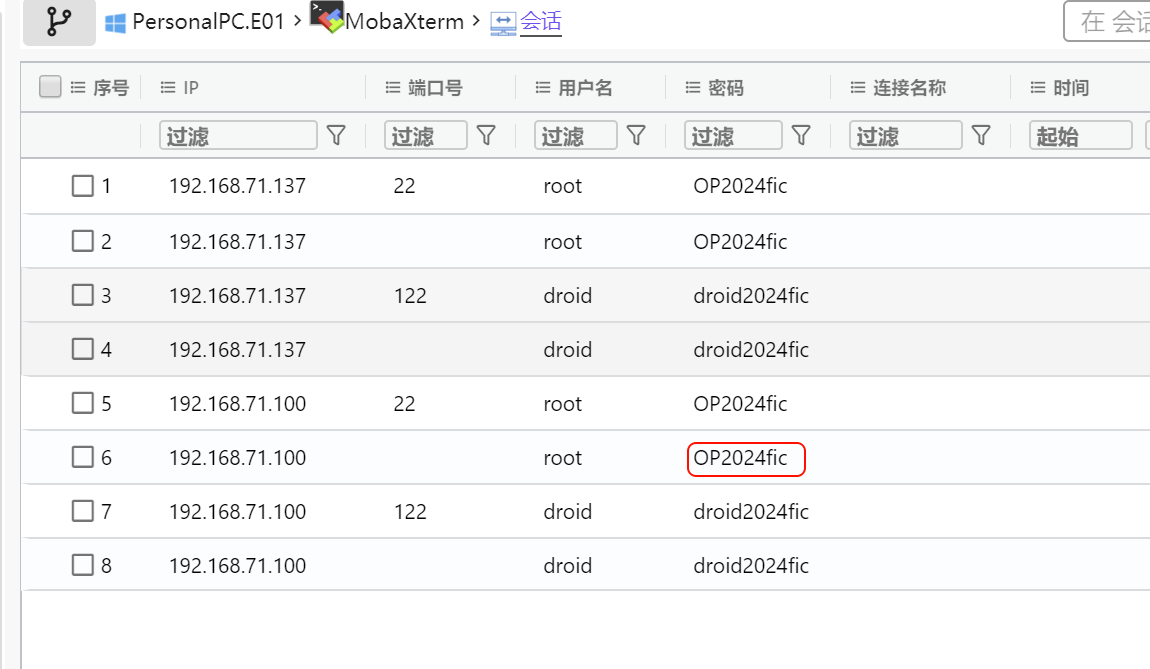 PersonalPC.E01 > MobaXterm > 会话
在 会话
序号 IP 端口号 用户名 密码 连接名称 时间
过滤 过滤 过滤 过滤 过滤 起始
1 192.168.71.137 22 root OP2024fic
2 192.168.71.137 root OP2024fic
3 192.168.71.137 122 droid droid2024fic
4 192.168.71.137 droid droid2024fic
5 192.168.71.100 22 root OP2024fic
6 192.168.71.100 root OP2024fic
7 192.168.71.100 122 droid droid2024fic
8 192.168.71.100 droid droid2024fic